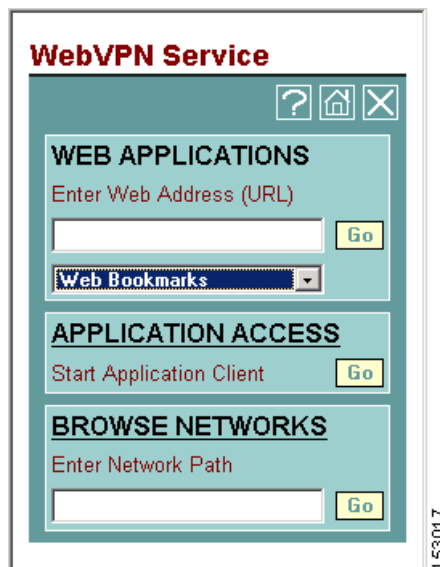 WebVPN Service
?
WEB APPLICATIONS
Enter Web Address (URL)
Go
Web Bookmarks
APPLICATION ACCESS
Start Application Client
Go
BROWSE NETWORKS
Enter Network Path
Go
153017